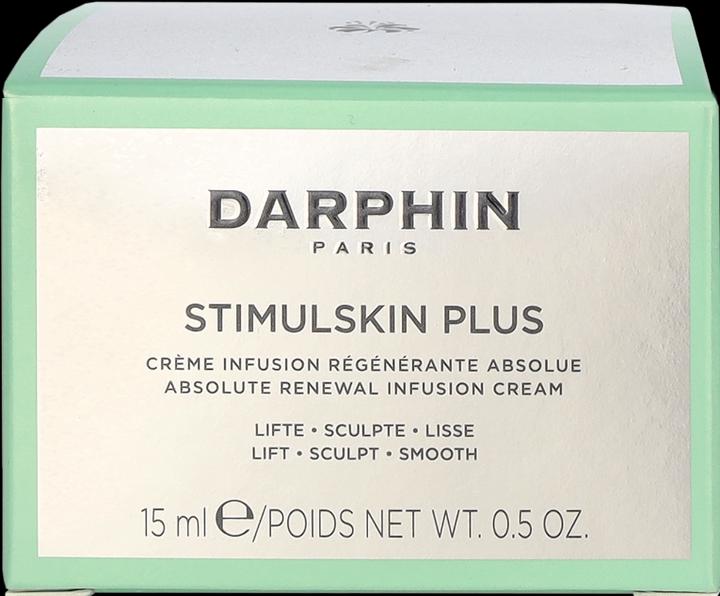 DARPHIN
PARIS
STIMULSKIN PLUS
CRÈME INFUSION RÉGÉNÉRANTE ABSOLUE
ABSOLUTE RENEWAL INFUSION CREAM
LIFTE • SCULPTE • LISSE
LIFT • SCULPT • SMOOTH
15 ml ℮/POIDS NET WT. 0.5 OZ.